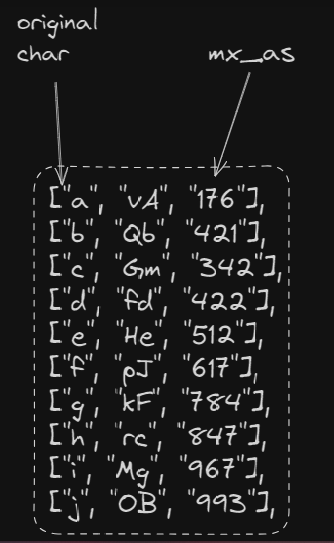 original
char
mx_as
["a", "vA", "176"],
["b", "Qb", "421"],
["c", "Gm", "342"],
["d", "fd", "422"],
["e", "He", "512"],
["f", "pJ", "617"],
["g", "kF", "784"],
["h", "rc", "847"],
["i", "Mg", "967"],
["j", "OB", "993"],